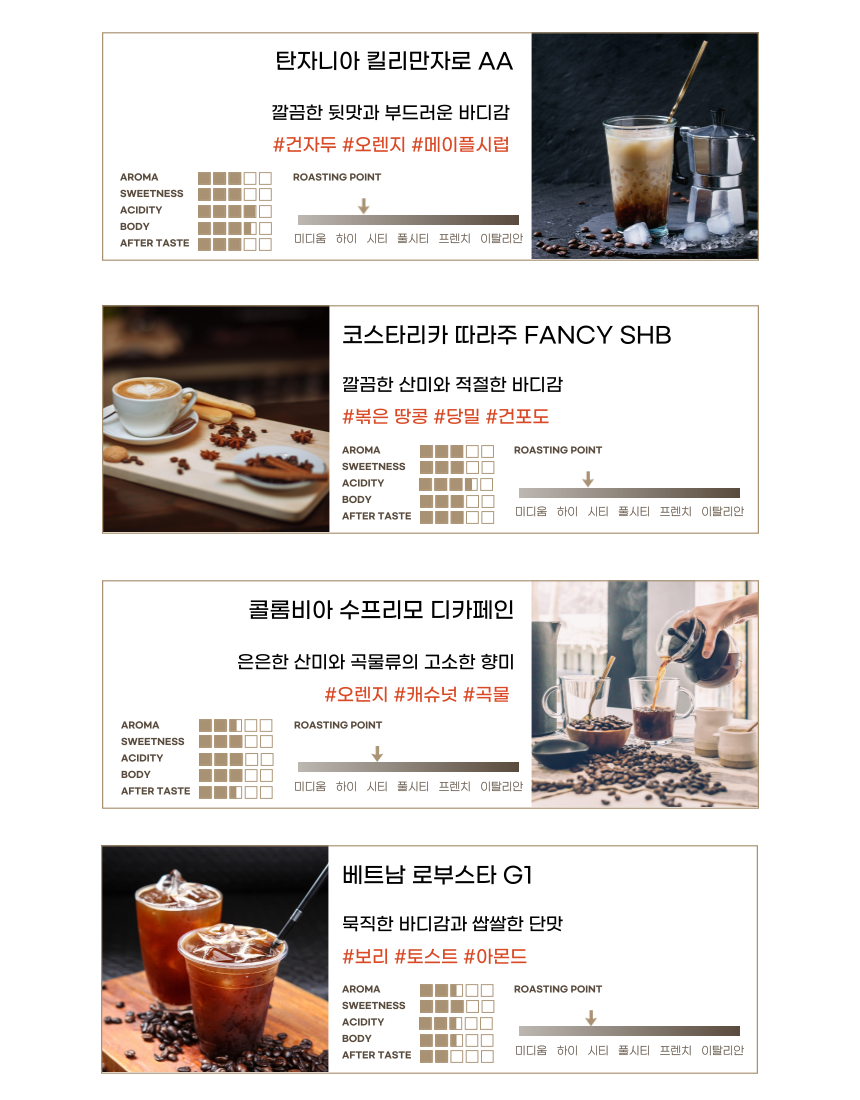 탄자니아 킬리만자로 AA
깔끔한 뒷맛과 부드러운 바디감
#건자두 #오렌지 #메이플시럽
AROMA
SWEETNESS
ACIDITY
BODY
AFTER TASTE
ROASTING POINT
미디움 하이 시티 풀시티 프렌치 이탈리안
코스타리카 따라주 FANCY SHB
깔끔한 산미와 적절한 바디감
#볶은 땅콩 #당밀 #건포도
AROMA
SWEETNESS
ACIDITY
BODY
AFTER TASTE
ROASTING POINT
미디움 하이 시티 풀시티 프렌치 이탈리안
콜롬비아 수프리모 디카페인
은은한 산미와 곡물류의 고소한 향미
#오렌지 #캐슈넛 #곡물
AROMA
SWEETNESS
ACIDITY
BODY
AFTER TASTE
ROASTING POINT
미디움 하이 시티 풀시티 프렌치 이탈리안
베트남 로부스타 G1
묵직한 바디감과 쌉쌀한 단맛
#보리 #토스트 #아몬드
AROMA
SWEETNESS
ACIDITY
BODY
AFTER TASTE
ROASTING POINT
미디움 하이 시티 풀시티 프렌치 이탈리안